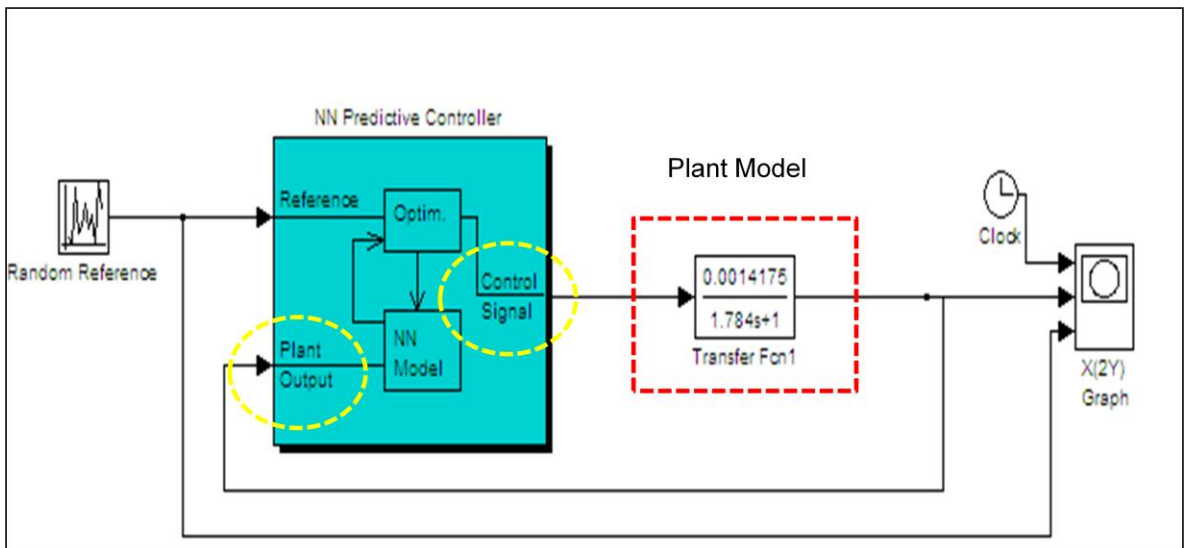 NN Predictive Controller
Random Reference
Reference
Optim.
Control
Signal
Plant
Output
NN
Model
Plant Model
0.0014175
1.784s+1
Transfer Fcn1
Clock
X(2Y)
Graph